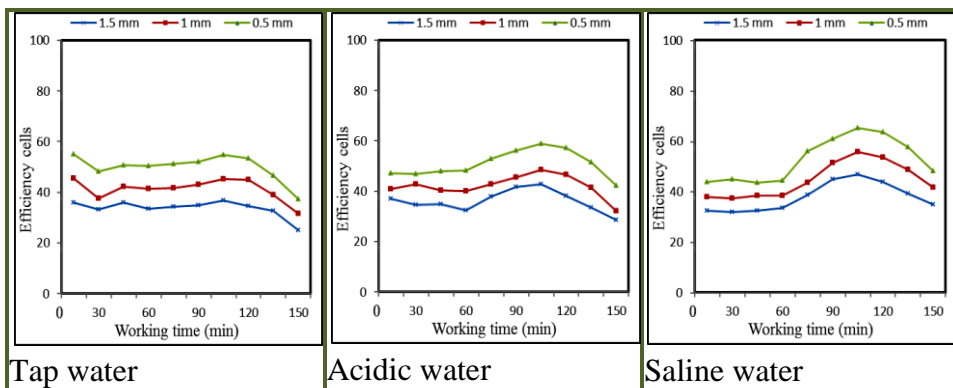 1.5 mm 1 mm 0.5 mm
100
80
60
40
20
0
Efficiency cells
0 30 60 90 120 150
Working time (min)
Tap water
1.5 mm 1 mm 0.5 mm
100
80
60
40
20
0
Efficiency cells
0 30 60 90 120 150
Working time (min)
Acidic water
1.5 mm 1 mm 0.5 mm
100
80
60
40
20
0
Efficiency cells
0 30 60 90 120 150
Working time (min)
Saline water